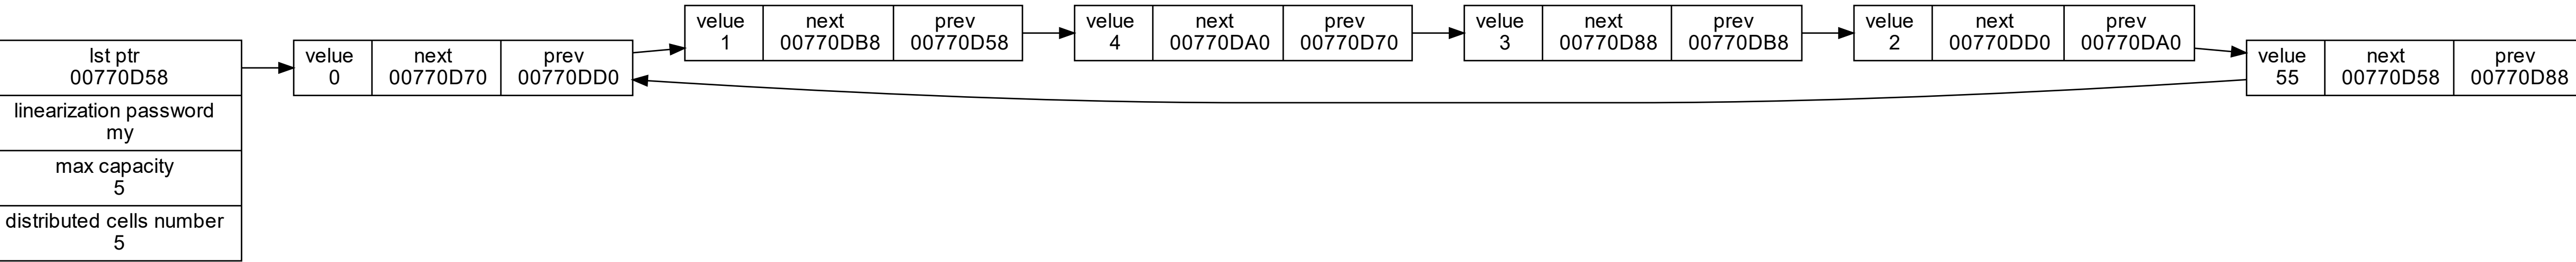 lst ptr
00770D58
linearization password
my
max capacity
5
distributed cells number
5
velue
0
next
00770D70
prev
00770DD0
velue
1
next
00770DB8
prev
00770D58
velue
4
next
00770DA0
prev
00770D70
velue
3
next
00770D88
prev
00770DB8
velue
2
next
00770DD0
prev
00770DA0
velue
55
next
00770D58
prev
00770D88